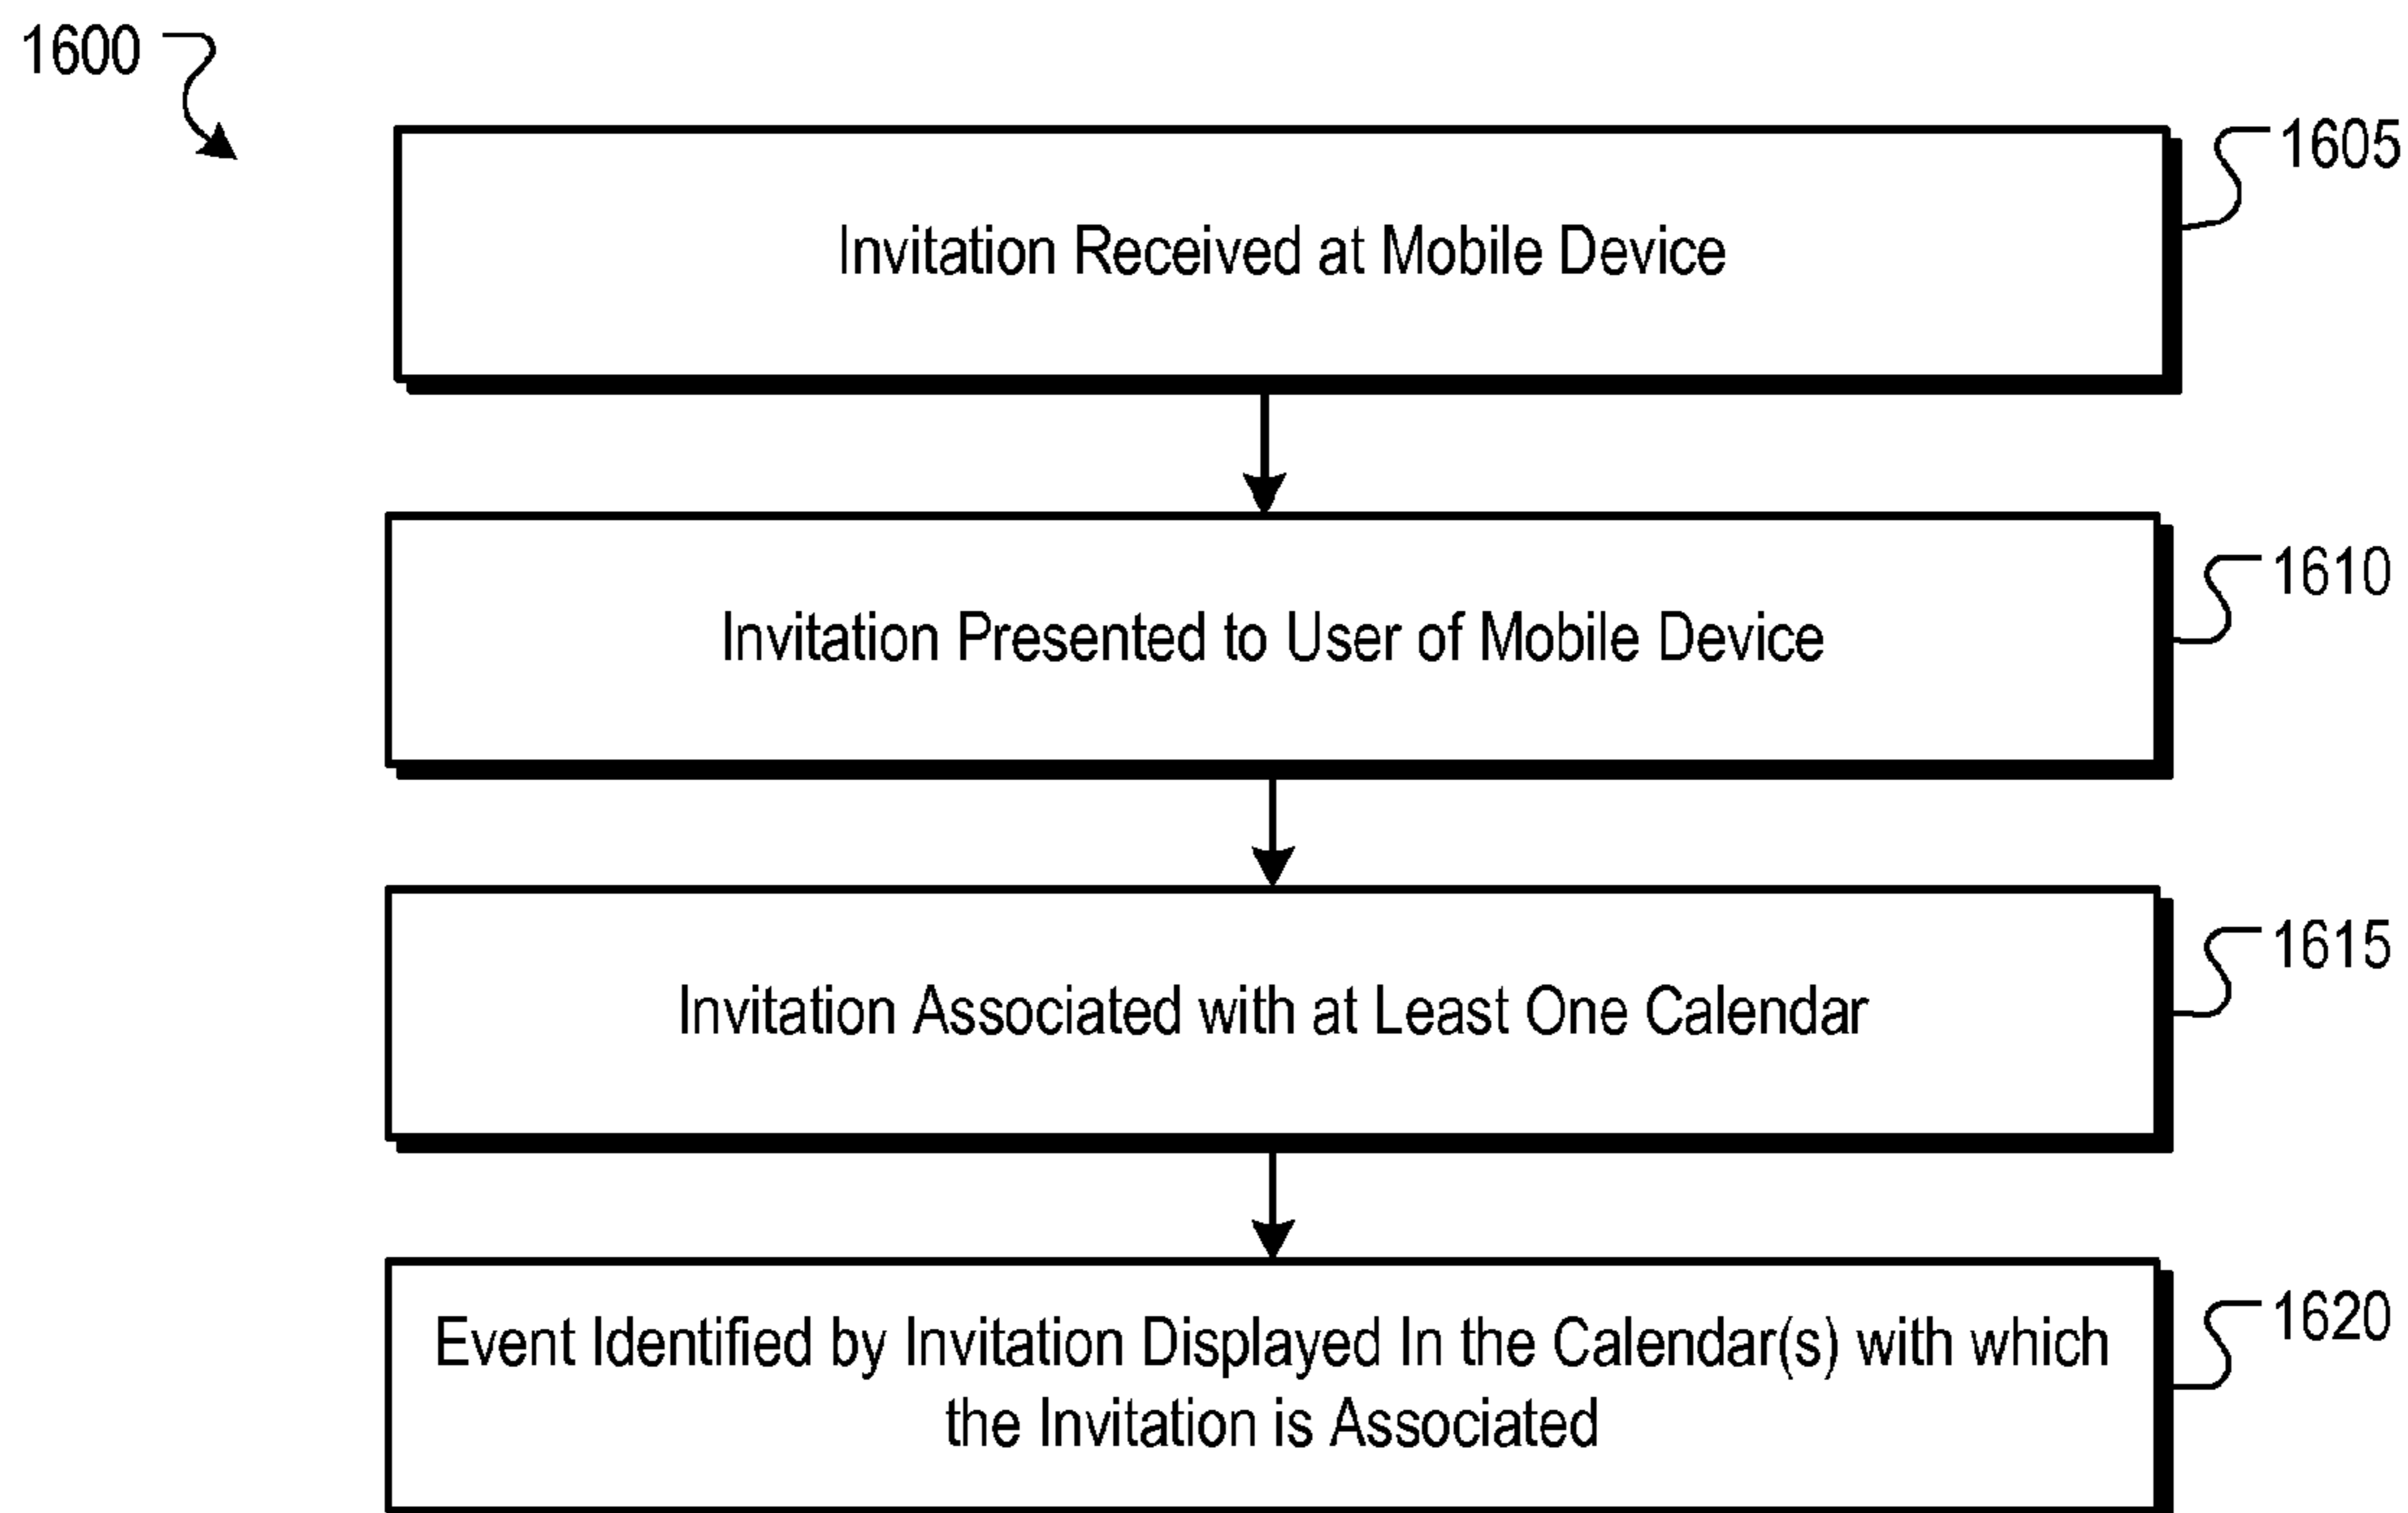 1600
1605
Invitation Received at Mobile Device
1610
Invitation Presented to User of Mobile Device
1615
Invitation Associated with at Least One Calendar
1620
Event Identified by Invitation Displayed In the Calendar(s) with which
the Invitation is Associated